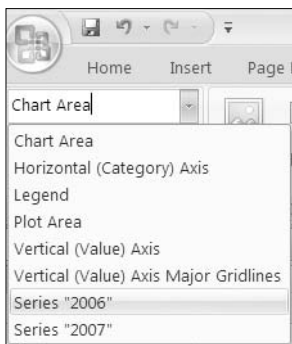 Home Insert Page
Chart Area
Chart Area
Horizontal (Category) Axis
Legend
Plot Area
Vertical (Value) Axis
Vertical (Value) Axis Major Gridlines
Series "2006"
Series "2007"